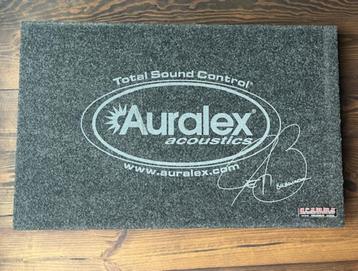 Total Sound Control
Auralex
acoustics
www.auralex.com